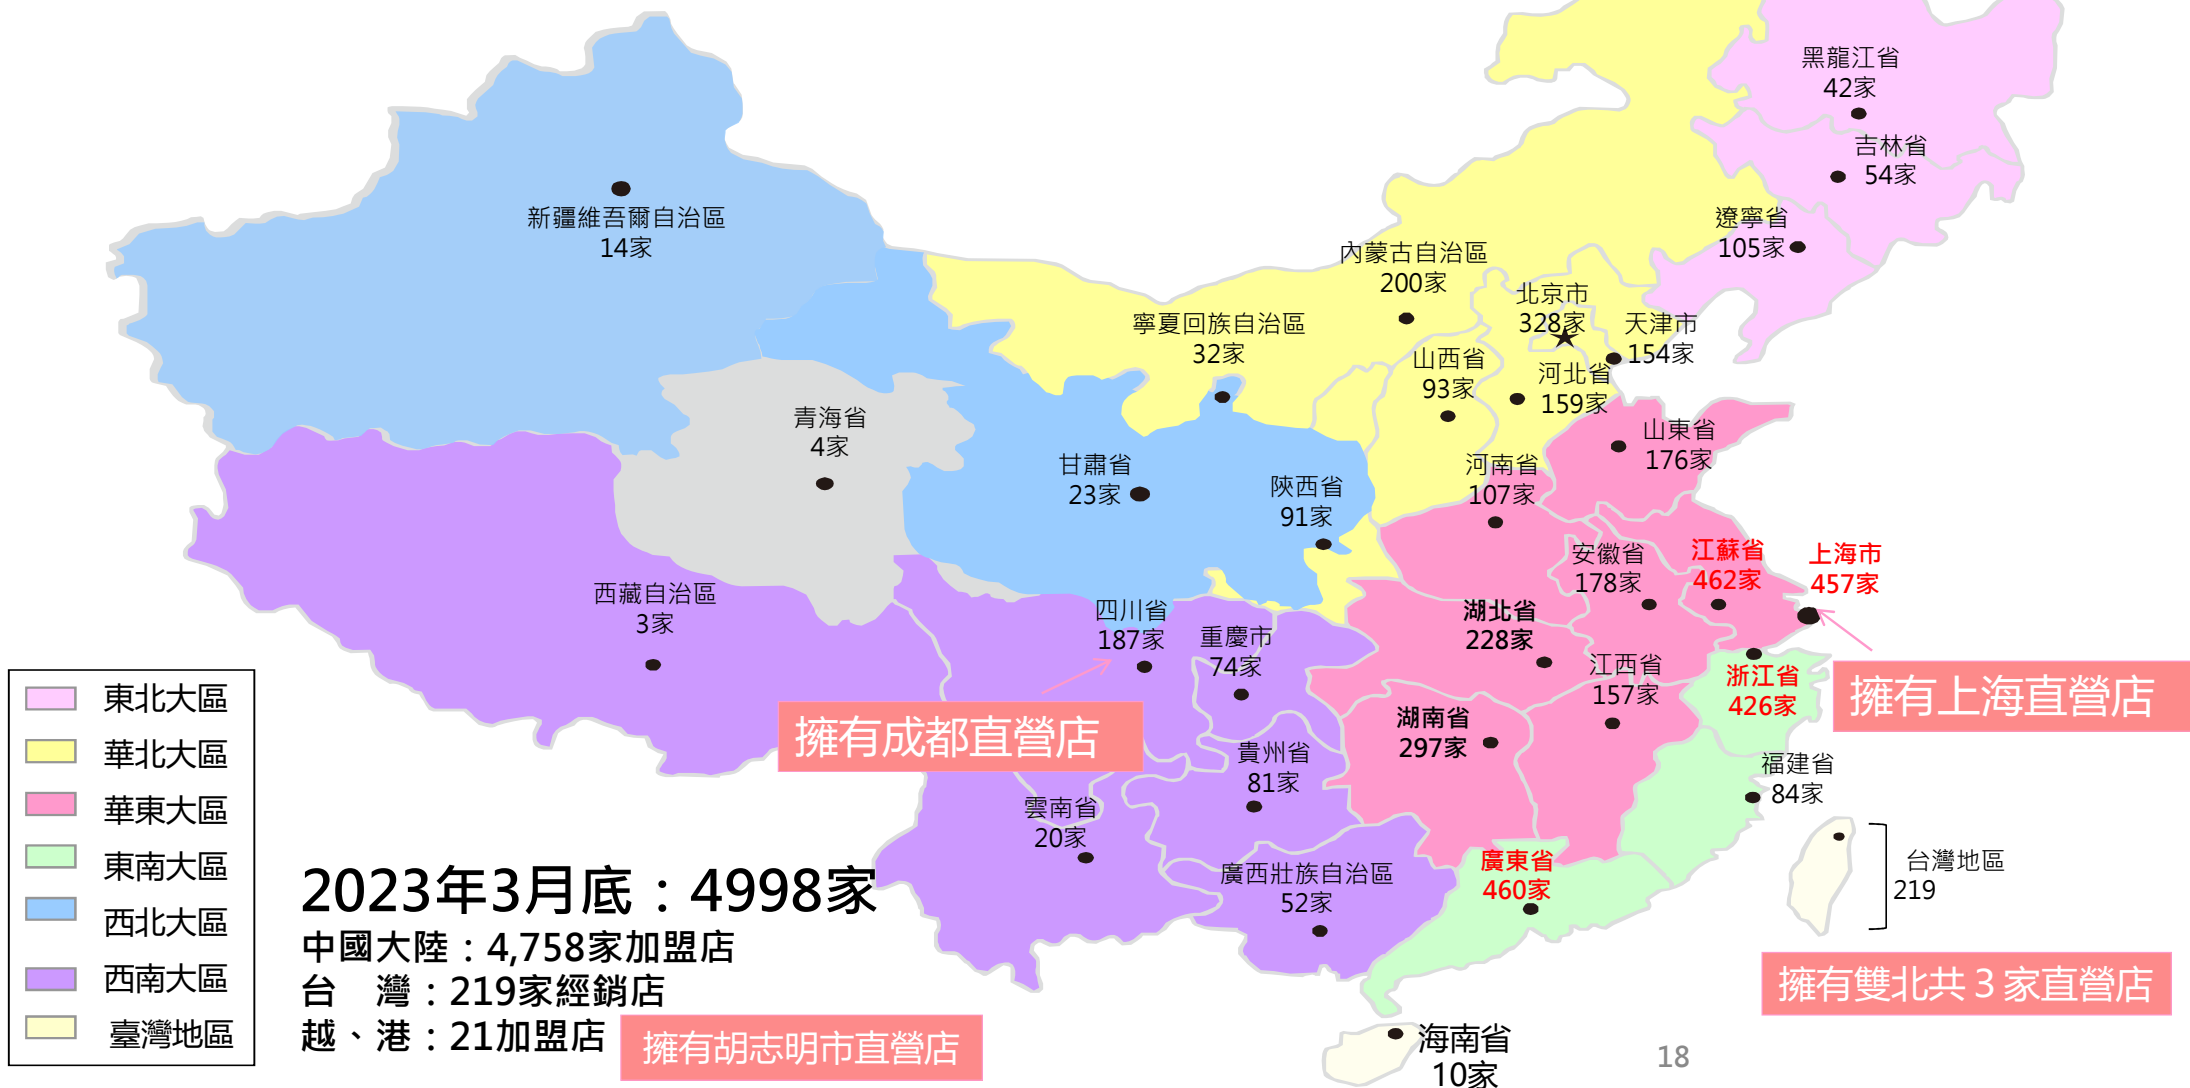 黑龍江省
42家
吉林省
54家
遼寧省
105家
新疆維吾爾自治區
14家
內蒙古自治區
200家
北京市
328家
天津市
154家
寧夏回族自治區
32家
山西省
93家
河北省
159家
青海省
4家
山東省
176家
甘肅省
23家
陝西省
91家
河南省
107家
安徽省
178家
江蘇省
462家
上海市
457家
西藏自治區
3家
四川省
187家
重慶市
74家
湖北省
228家
江西省
157家
浙江省
426家
擁有上海直營店
擁有成都直營店
湖南省
297家
貴州省
81家
福建省
84家
雲南省
20家
廣西壯族自治區
52家
廣東省
460家
台灣地區
219
擁有雙北共3家直營店
海南省
10家
東北大區
華北大區
華東大區
東南大區
西北大區
西南大區
臺灣地區
2023年3月底：4998家
中國大陸：4,758家加盟店
台　灣：219家經銷店
越、港：21加盟店
擁有胡志明市直營店
18